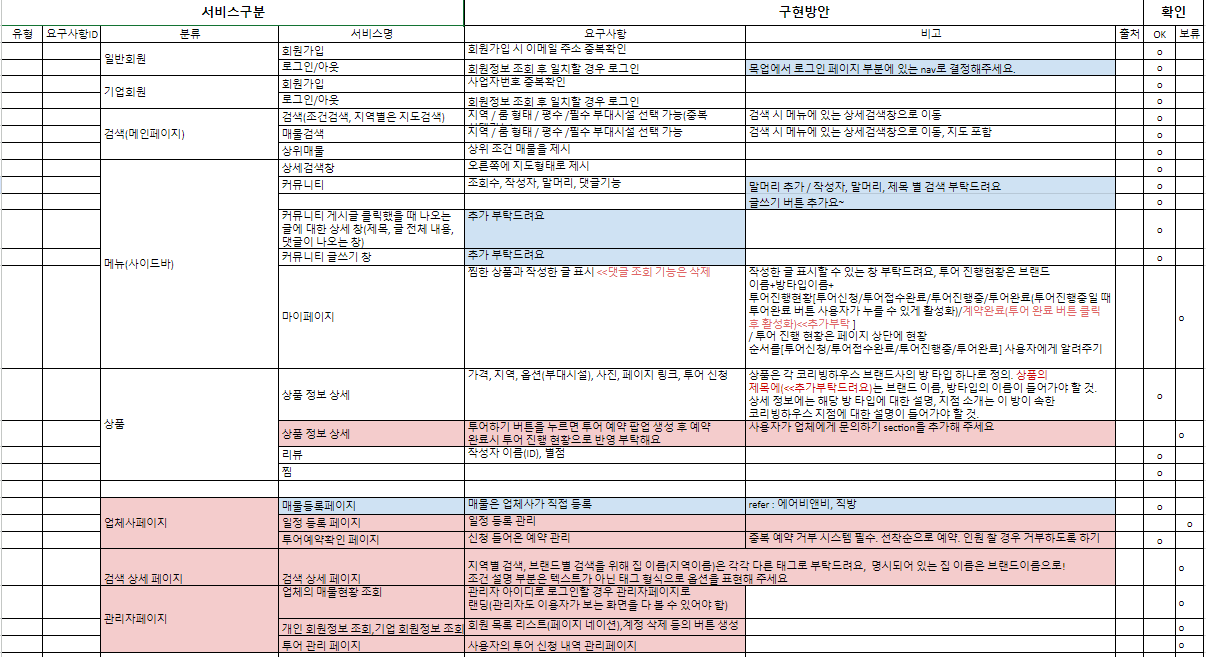 서비스구분 구현방안 확인
유형 요구사항ID 분류 서비스명 요구사항 비고 출처 OK 보류
일반회원 회원가입 회원가입 시 이메일 주소 중복확인 o
로그인/아웃 회원정보 조회 후 일치할 경우 로그인 목업에서 로그인 페이지 부분에 있는 nav로 결정해주세요. o
기업회원 회원가입 사업자번호 중복확인 o
로그인/아웃 회원정보 조회 후 일치할 경우 로그인 o
검색(메인페이지) 검색(조건검색, 지역별은 지도검색) 지역 / 룸 형태 / 평수 /필수 부대시설 선택 가능(중복 검색 시 메뉴에 있는 상세검색창으로 이동 o
매물검색 지역 / 룸 형태 / 평수 /필수 부대시설 선택 가능 검색 시 메뉴에 있는 상세검색창으로 이동, 지도 포함 o
상위매물 상위 조건 매물을 제시 o
메뉴(사이드바) 상세검색창 오른쪽에 지도형태로 제시 o
커뮤니티 조회수, 작성자, 말머리, 댓글기능 말머리 추가 / 작성자, 말머리, 제목 별 검색 부탁드려요 o
글쓰기 버튼 추가요~ o
커뮤니티 게시글 클릭했을 때 나오는 추가 부탁드려요
글에 대한 상세 창(제목, 글 전체 내용, o
댓글이 나오는 창)
커뮤니티 글쓰기 창 추가 부탁드려요 o
마이페이지 찜한 상품과 작성한 글 표시 <<댓글 조회 기능은 삭제 작성한 글 표시할 수 있는 창 부탁드려요, 투어 진행현황은 브랜드
이름+방타입이름+
투어진행현황[투어신청/투어접수완료/투어진행중/투어완료(투어진행중일 때
투어완료 버튼 사용자가 누를 수 있게 활성화)/계약완료(투어 완료 버튼 클릭
후 활성화)<<추가부탁 ] o
/ 투어 진행 현황은 페이지 상단에 현황
순서를[투어신청/투어접수완료/투어진행중/투어완료] 사용자에게 알려주기
상품 상품 정보 상세 가격, 지역, 옵션(부대시설), 사진, 페이지 링크, 투어 신청 상품은 각 코리빙하우스 브랜드사의 방 타입 하나로 정의. 상품의
제목에(<<추가부탁드려요)는 브랜드 이름, 방타입의 이름이 들어가야 할 것.
상세 정보에는 해당 방 타입에 대한 설명, 지점 소개는 이 방이 속한 o
코리빙하우스 지점에 대한 설명이 들어가야 할 것.
상품 정보 상세 투어하기 버튼을 누르면 투어 예약 팝업 생성 후 예약 사용자가 업체에게 문의하기 section을 추가해 주세요
완료시 투어 진행 현황으로 반영 부탁해요 o
리뷰 작성자 이름(ID), 별점 o
찜 o
업체사페이지 매물등록페이지 매물은 업체사가 직접 등록 refer : 에어비앤비, 직방 o
일정 등록 페이지 일정 등록 관리 o
투어예약확인 페이지 신청 들어온 예약 관리 중복 예약 거부 시스템 필수. 선착순으로 예약. 인원 찰 경우 거부하도록 하기 o
검색 상세 페이지 검색 상세 페이지 지역별 검색, 브랜드별 검색을 위해 집 이름(지역이름)은 각각 다른 태그로 부탁드려요, 명시되어 있는 집 이름은 브랜드이름으로! o
조건 설명 부분은 텍스트가 아닌 태그 형식으로 옵션을 표현해 주세요
관리자페이지 업체의 매물현황 조회 관리자 아이디로 로그인할 경우 관리자페이지로
랜딩(관리자도 이용자가 보는 화면을 다 볼 수 있어야 함) o
개인 회원정보 조회,기업 회원정보 조회 회원 목록 리스트(페이지 네이션),계정 삭제 등의 버튼 생성 o
투어 관리 페이지 사용자의 투어 신청 내역 관리페이지 o